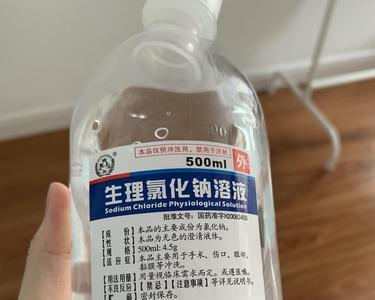 本品仅供冲洗用，禁用于注射
500ml
外
生理氯化钠溶液
Sodium Chloride Physiological Solution
批准文号：国药准字H20083400
【成 份】本品的主要成份为氯化钠。
【性 状】本品为无色的澄清液体。
【规 格】500ml:4.5g
【适 应 症】本品主要用于手术、伤口、眼部、
黏膜等冲洗。
【用法用量】用量视临床需求而定。或遵医嘱。
【不良反应】【禁忌】【注意事项】等详见说明书。
密封保存。